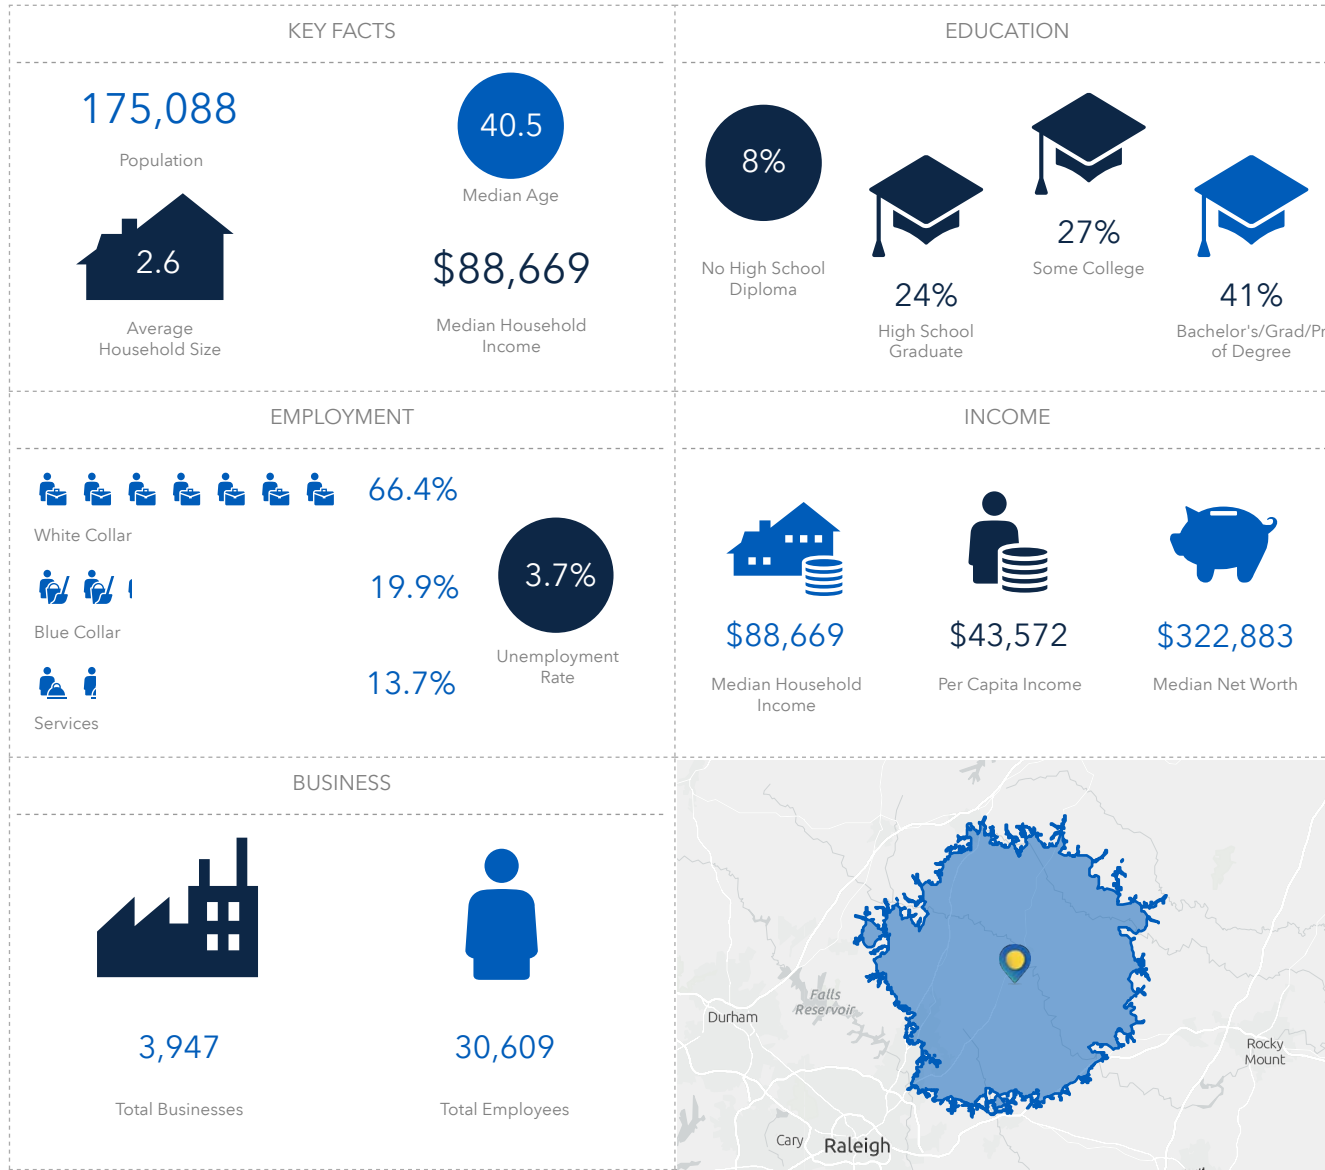 KEY FACTS
175,088
Population
40.5
Median Age
2.6
Average
Household Size
$88,669
Median Household
Income
EDUCATION
8%
No High School
Diploma
24%
High School
Graduate
27%
Some College
41%
Bachelor's/Grad/Pr
of Degree
EMPLOYMENT
66.4%
White Collar
19.9%
Blue Collar
13.7%
Services
3.7%
Unemployment
Rate
INCOME
$88,669
Median Household
Income
$43,572
Per Capita Income
$322,883
Median Net Worth
BUSINESS
3,947
Total Businesses
30,609
Total Employees
Falls
Reservoir
Durham
Rocky
Mount
Cary
Raleigh